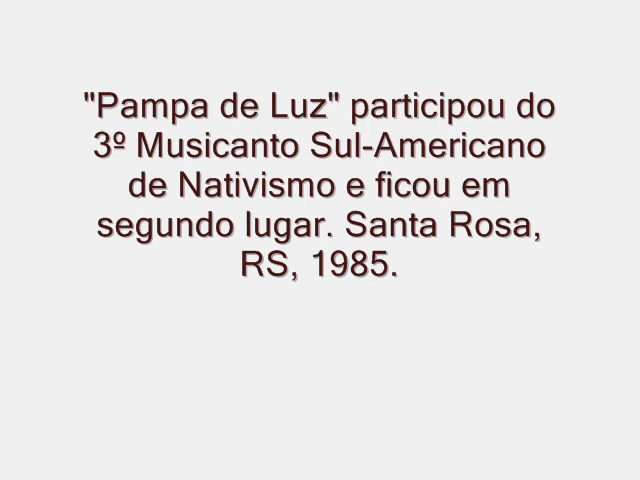 "Pampa de Luz" participou do
3º Musicanto Sul-Americano
de Nativismo e ficou em
segundo lugar. Santa Rosa,
RS, 1985.